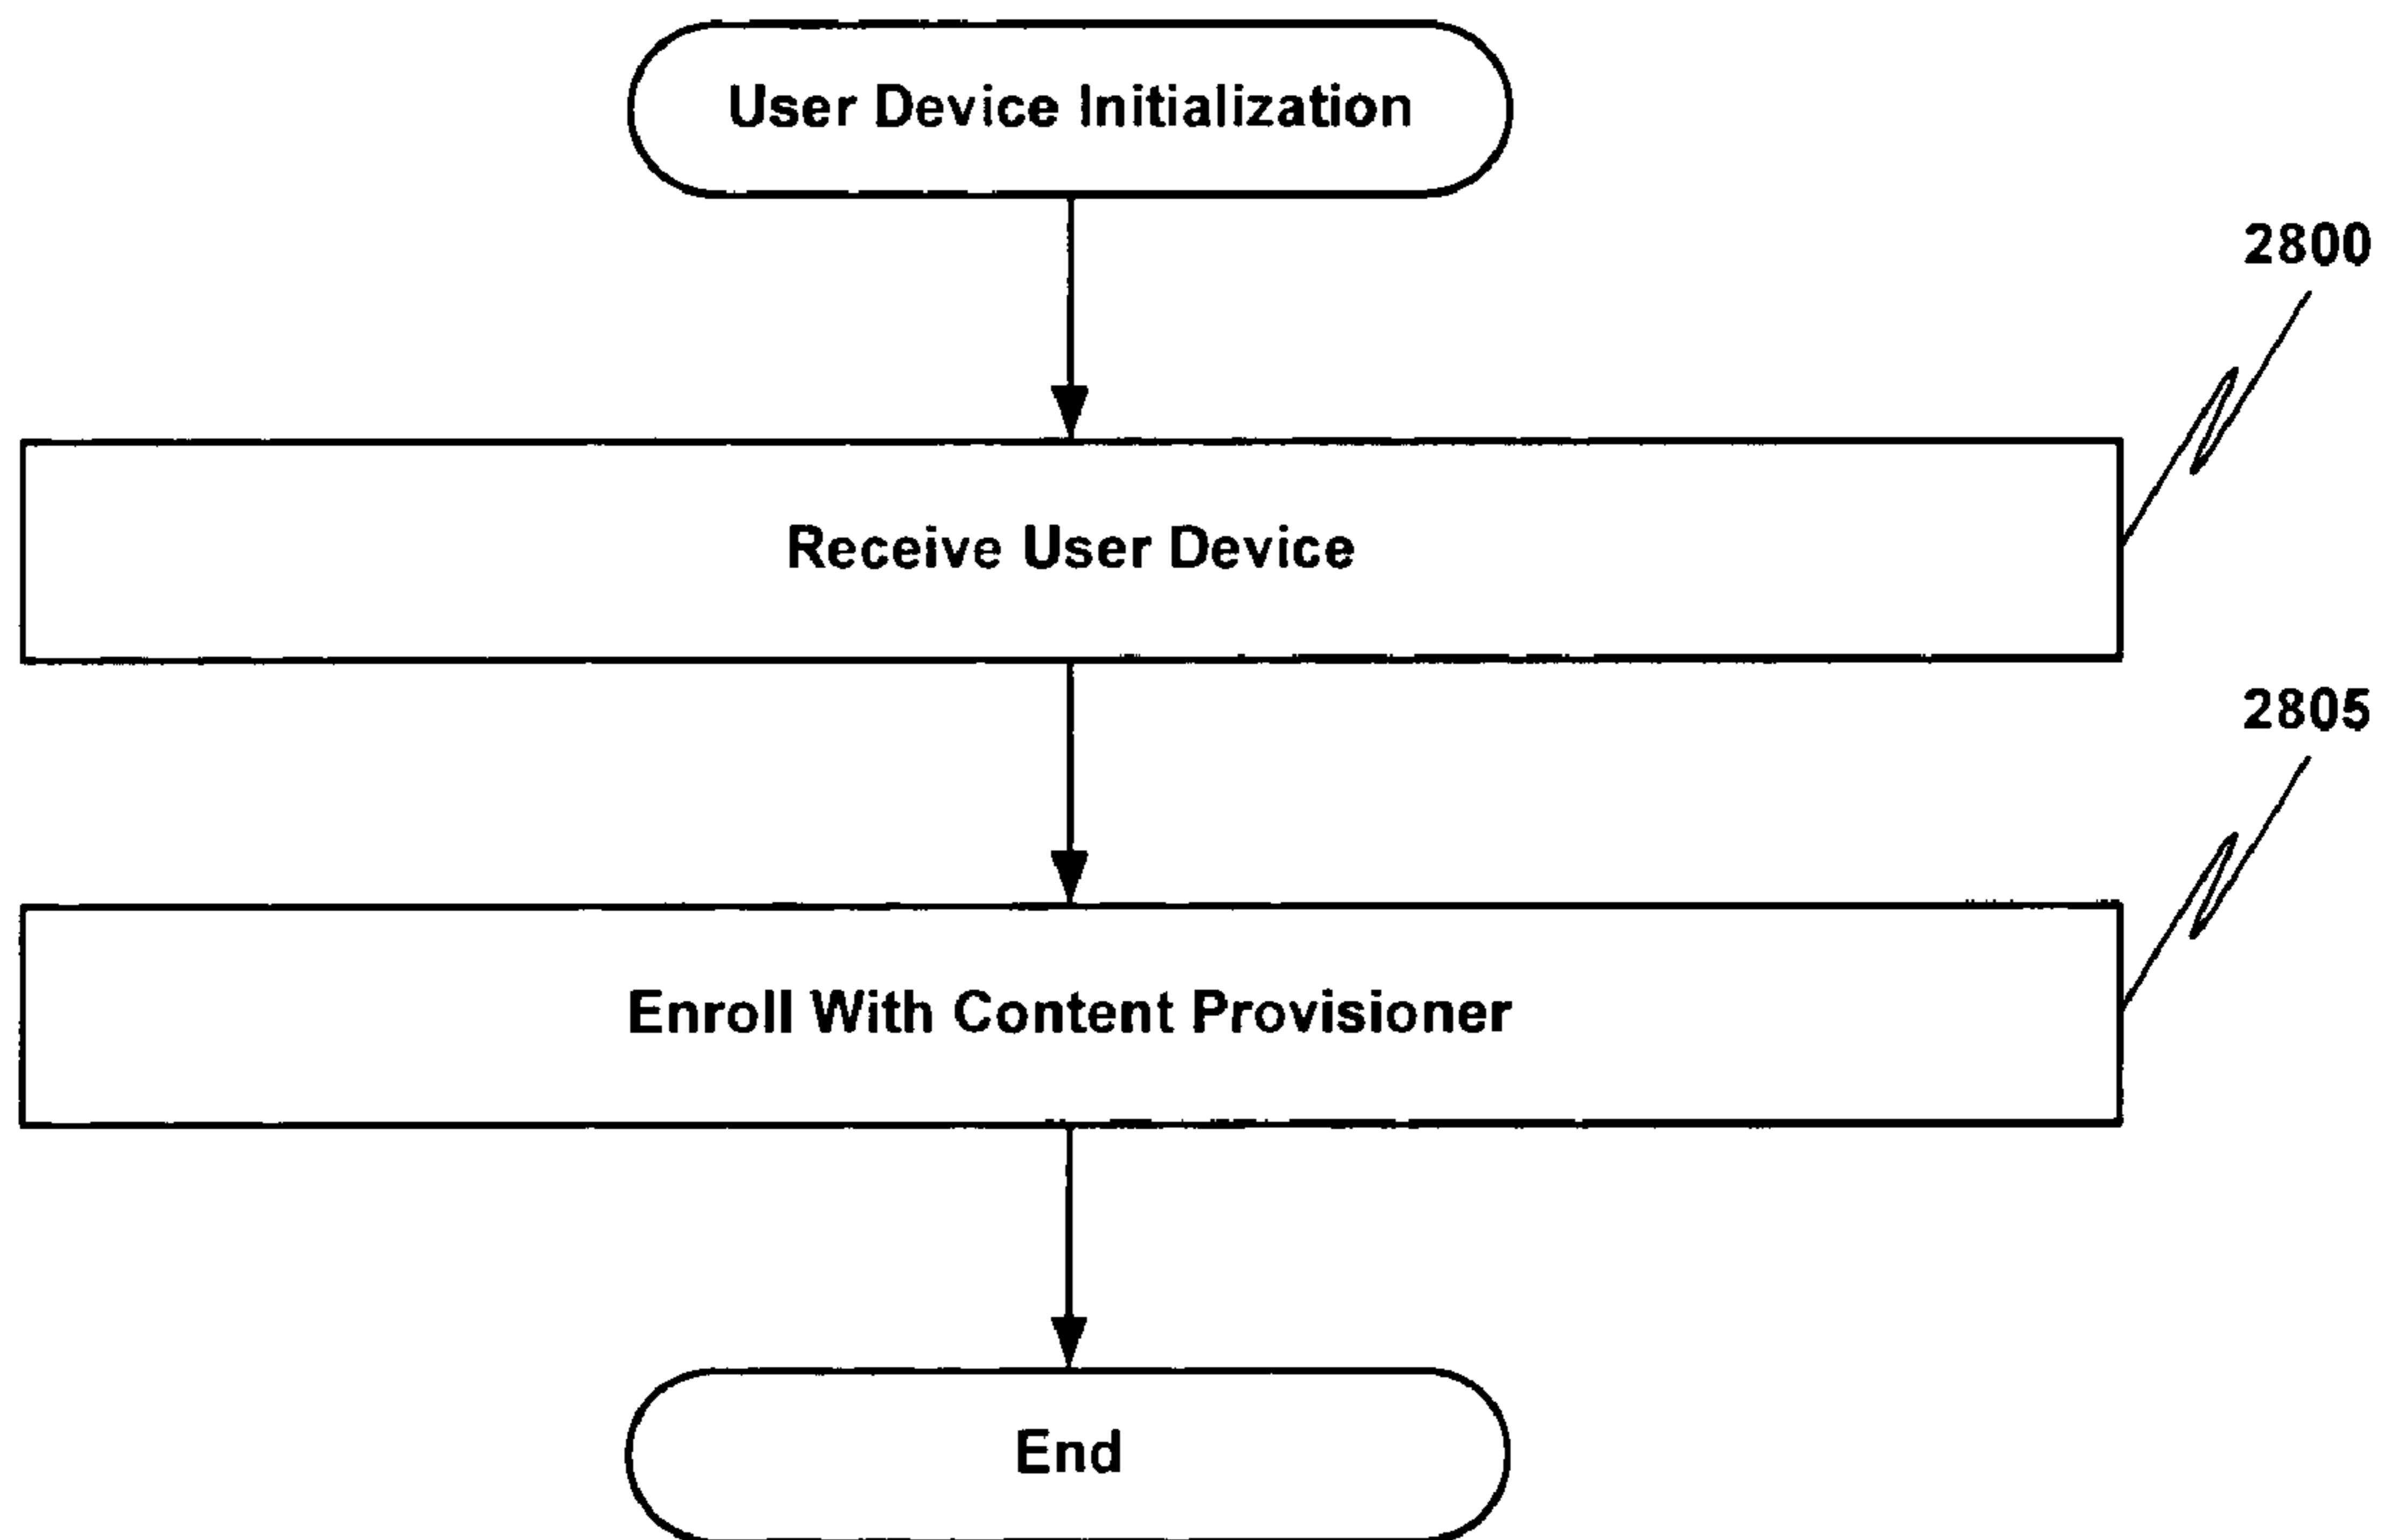 User Device Initialization
2800
Receive User Device
2805
Enroll With Content Provisioner
End